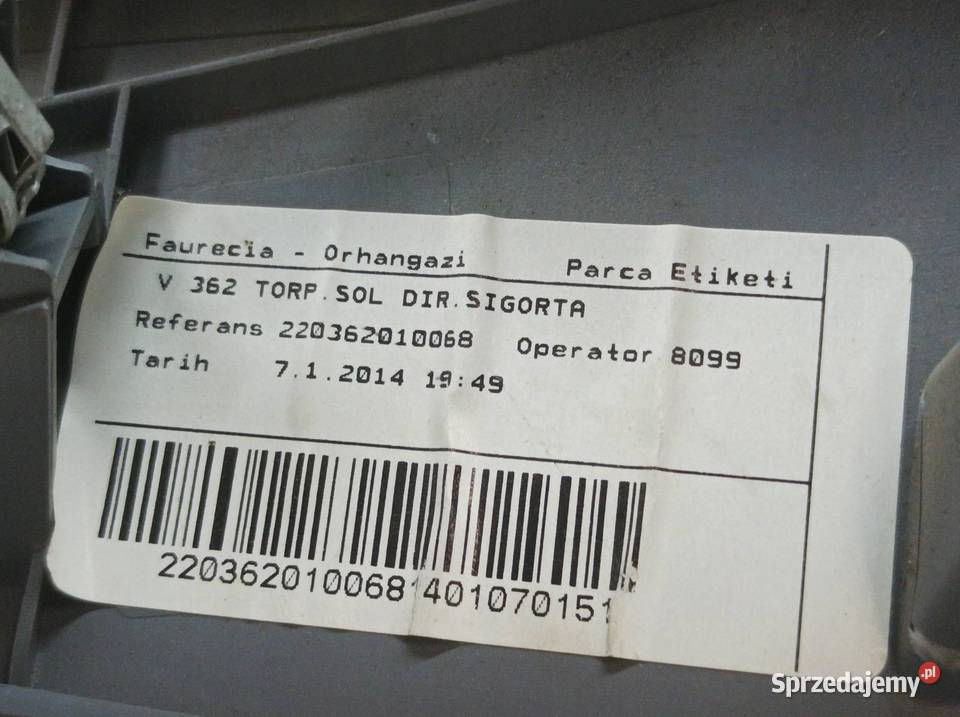 Faurecia - Orhangazi Parca Etiketi
V 362 TORP.SOL DIR.SIGORTA
Referans 220362010068 Operator 8099
Tarih 7.1.2014 19:49
2203620100681401070151
Sprzedajemy.pl